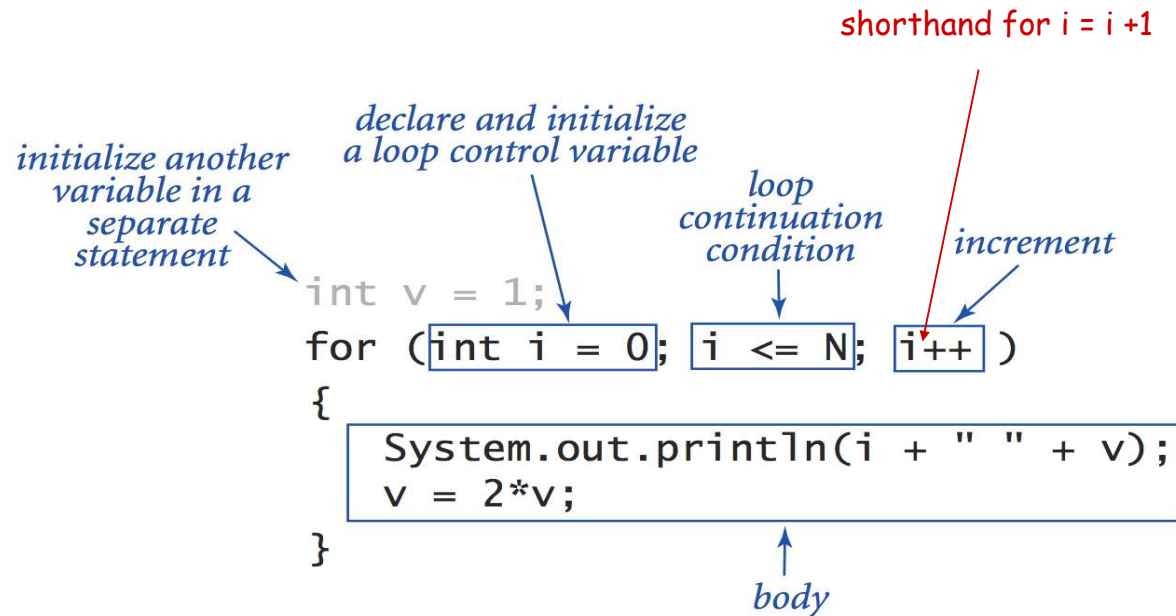 shorthand for i = i +1
declare and initialize
a loop control variable
initialize another
variable in a
separate
statement
loop
continuation
condition
increment
int v = 1;
for (int i = 0; i <= N; i++ )
{
System.out.println(i + " " + v);
v = 2*v;
}
body